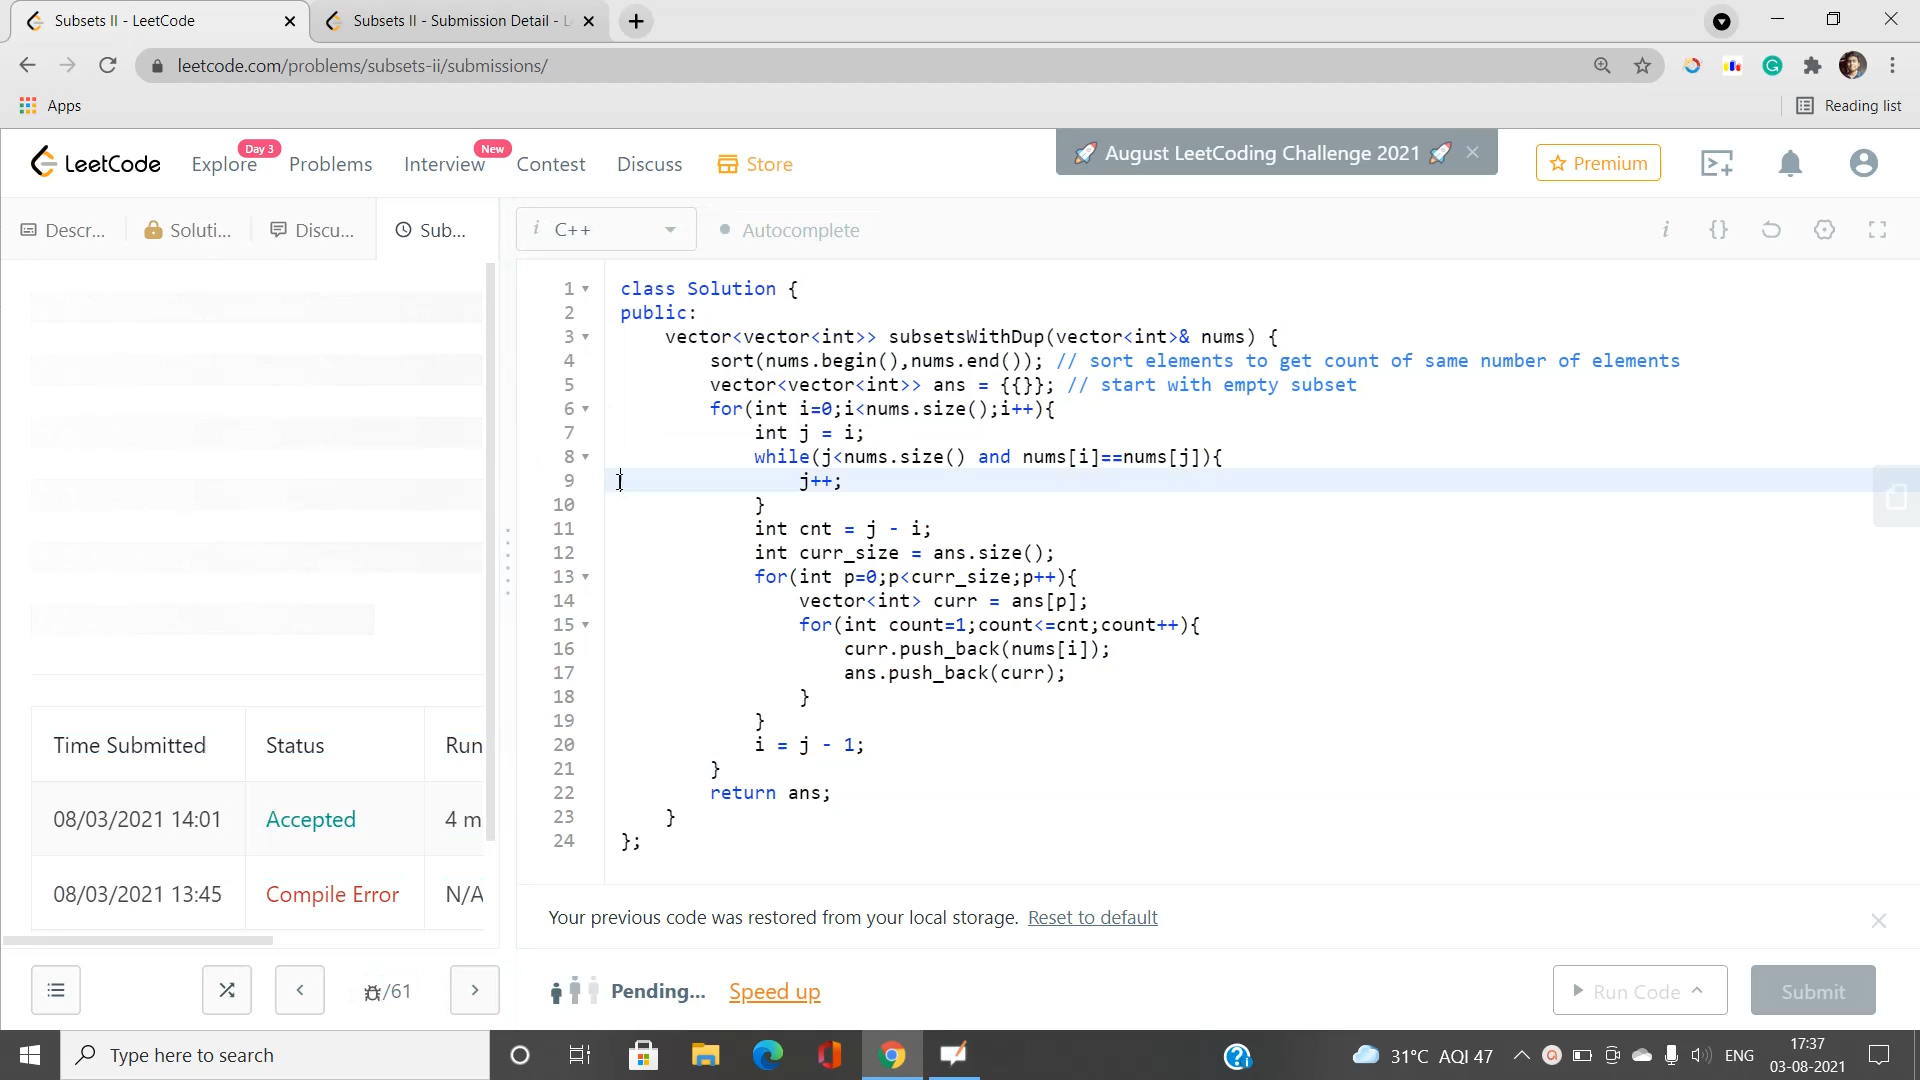 Subsets II - LeetCode
Subsets II - Submission Detail - L
leetcode.com/problems/subsets-ii/submissions/
Apps
Reading list
LeetCode
Explore
Day 3
Problems
Interview
New
Contest
Discuss
Store
August LeetCoding Challenge 2021
Premium
Descr...
Soluti...
Discu...
Sub...
i C++
Autocomplete
1 class Solution {
2 public:
3 vector<vector<int>> subsetsWithDup(vector<int>& nums) {
4 sort(nums.begin(),nums.end()); // sort elements to get count of same number of elements
5 vector<vector<int>> ans = {{}}; // start with empty subset
6 for(int i=0;i<nums.size();i++){
7 int j = i;
8 while(j<nums.size() and nums[i]==nums[j]){
9 j++;
10 }
11 int cnt = j - i;
12 int curr_size = ans.size();
13 for(int p=0;p<curr_size;p++){
14 vector<int> curr = ans[p];
15 for(int count=1;count<=cnt;count++){
16 curr.push_back(nums[i]);
17 ans.push_back(curr);
18 }
19 }
20 i = j - 1;
21 }
22 return ans;
23 }
24 };
Time Submitted Status Run
08/03/2021 14:01 Accepted 4 m
08/03/2021 13:45 Compile Error N/A
Your previous code was restored from your local storage. Reset to default
/61
Pending... Speed up
Run Code
Submit
Type here to search
31°C AQI 47
ENG
17:37
03-08-2021